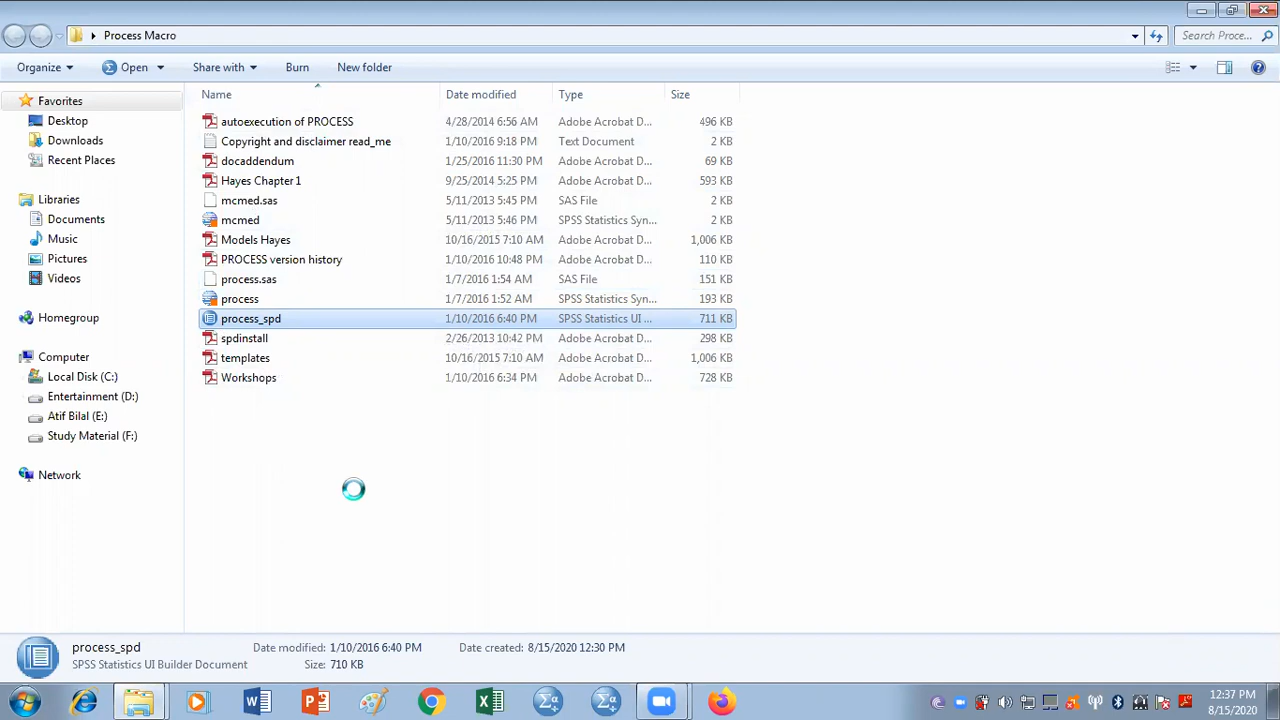 Process Macro
Search Proce...
Organize Open Share with Burn New folder
Name Date modified Type Size
Favorites
Desktop
Downloads
Recent Places
Libraries
Documents
Music
Pictures
Videos
Homegroup
Computer
Local Disk (C:)
Entertainment (D:)
Atif Bilal (E:)
Study Material (F:)
Network
autoexecution of PROCESS 4/28/2014 6:56 AM Adobe Acrobat D... 496 KB
Copyright and disclaimer read_me 1/10/2016 9:18 PM Text Document 2 KB
docaddendum 1/25/2016 11:30 PM Adobe Acrobat D... 69 KB
Hayes Chapter 1 9/25/2014 5:25 PM Adobe Acrobat D... 593 KB
mcmed.sas 5/11/2013 5:45 PM SAS File 2 KB
mcmed 5/11/2013 5:46 PM SPSS Statistics Syn... 2 KB
Models Hayes 10/16/2015 7:10 AM Adobe Acrobat D... 1,006 KB
PROCESS version history 1/10/2016 10:48 PM Adobe Acrobat D... 110 KB
process.sas 1/7/2016 1:54 AM SAS File 151 KB
process 1/7/2016 1:52 AM SPSS Statistics Syn... 193 KB
process_spd 1/10/2016 6:40 PM SPSS Statistics UI ... 711 KB
spdinstall 2/26/2013 10:42 PM Adobe Acrobat D... 298 KB
templates 10/16/2015 7:10 AM Adobe Acrobat D... 1,006 KB
Workshops 1/10/2016 6:34 PM Adobe Acrobat D... 728 KB
process_spd Date modified: 1/10/2016 6:40 PM Date created: 8/15/2020 12:30 PM
SPSS Statistics UI Builder Document Size: 710 KB
12:37 PM
8/15/2020